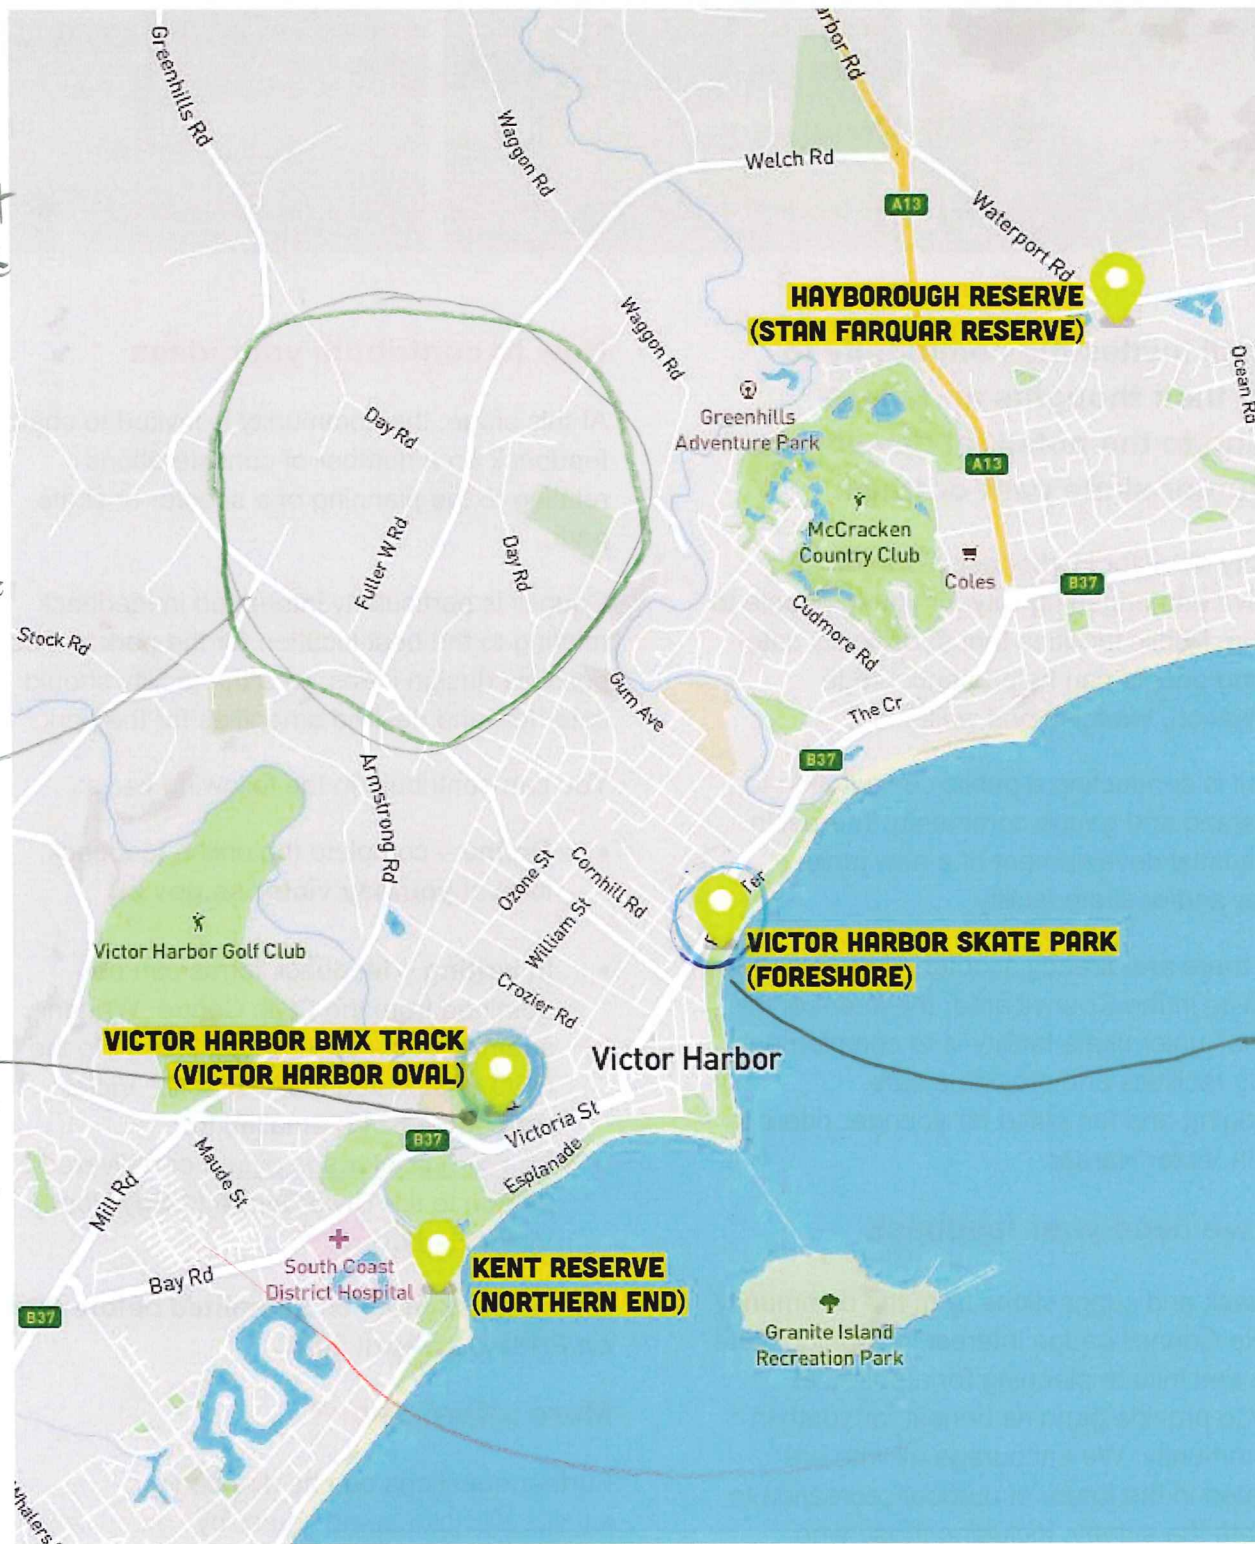 Greenhills Rd
Waggon Rd
arbor Rd
Welch Rd
A13
Waterport Rd
HAYBOROUGH RESERVE
(STAN FARQUAR RESERVE)
Waggon Rd
Ocean Rd
Greenhills
Adventure Park
Day Rd
A13
McCracken
Country Club
Coles
B37
Fuller W Rd
Day Rd
Cudmore Rd
Stock Rd
Gum Ave
The Cr
B37
Armstrong Rd
Ozone St
Cornhill Rd
William St
Ter
Victor Harbor Golf Club
VICTOR HARBOR SKATE PARK
(FORESHORE)
Crozier Rd
VICTOR HARBOR BMX TRACK
(VICTOR HARBOR OVAL)
Victor Harbor
Victoria St
B37
Esplanade
Maude St
Mill Rd
South Coast
District Hospital
Bay Rd
KENT RESERVE
(NORTHERN END)
B37
Granite Island
Recreation Park
Whalers